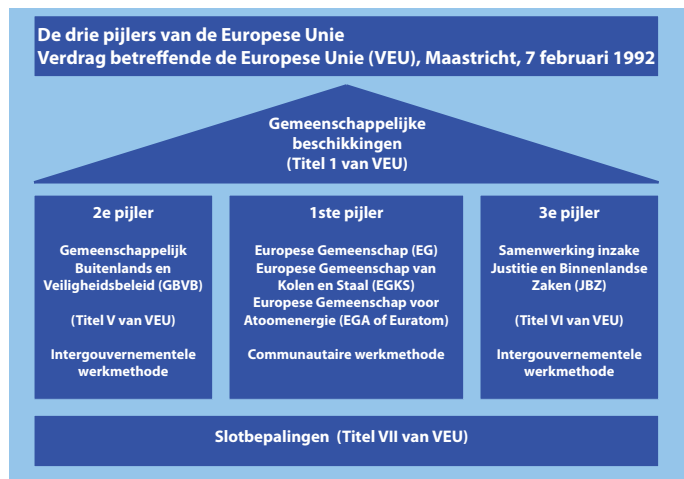 De drie pijlers van de Europese Unie
Verdrag betreffende de Europese Unie (VEU), Maastricht, 7 februari 1992
Gemeenschappelijke
beschikkingen
(Titel 1 van VEU)
2e pijler
Gemeenschappelijk
Buitenlands en
Veiligheidsbeleid (GBVB)
(Titel V van VEU)
Intergouvernementele
werkmethode
1ste pijler
Europese Gemeenschap (EG)
Europese Gemeenschap van
Kolen en Staal (EGKS)
Europese Gemeenschap voor
Atoomenergie (EGA of Euratom)
Communautaire werkmethode
3e pijler
Samenwerking inzake
Justitie en Binnenlandse
Zaken (JBZ)
(Titel VI van VEU)
Intergouvernementele
werkmethode
Slotbepalingen (Titel VII van VEU)